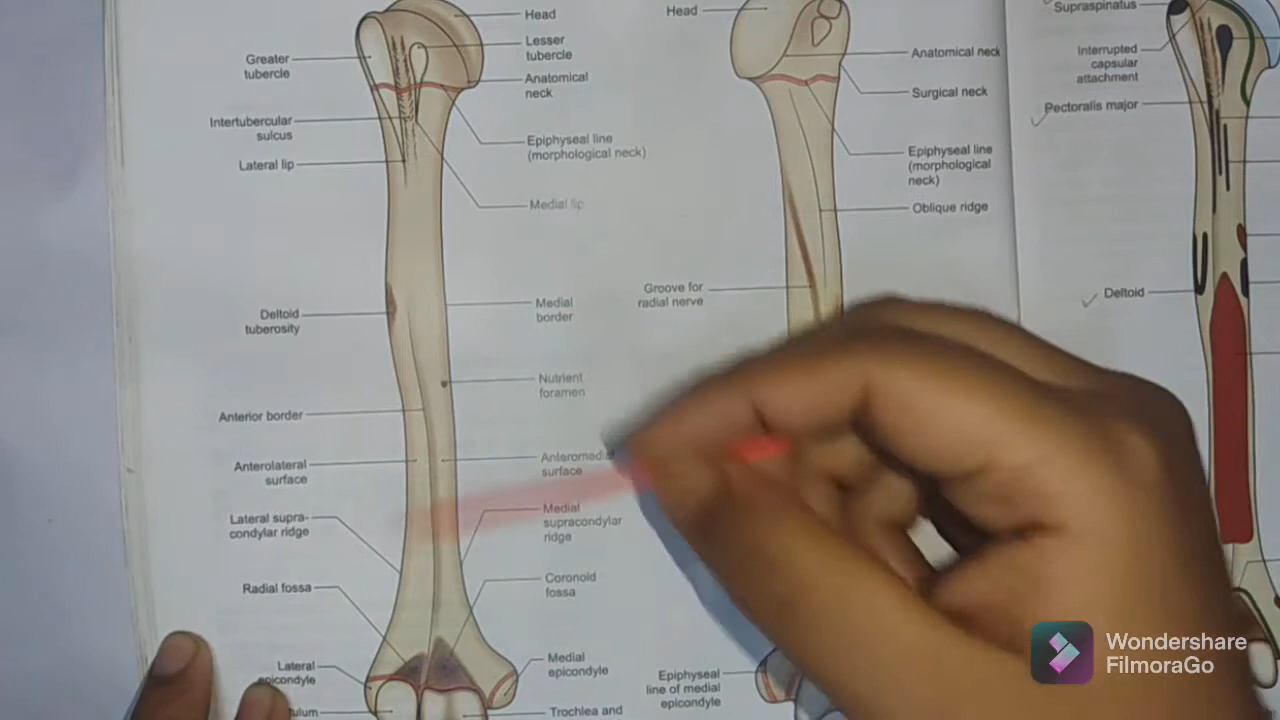 Head
Lesser
tubercle
Anatomical
neck
Epiphyseal line
(morphological neck)
Medial lip
Medial
border
Nutrient
foramen
surface
Medial
supracondylar
ridge
Coronoid
fossa
Medial
epicondyle
Trochlea and
Greater
tubercle
Intertubercular
sulcus
Lateral lip
Deltoid
tuberosity
Anterior border
Anterolateral
surface
Lateral supra-
condylar ridge
Radial fossa
Lateral
epicondyle
Head
Anatomical neck
Surgical neck
Epiphyseal line
(morphological
neck)
Oblique ridge
Groove for
radial nerve
Epiphyseal
line of medial
epicondyle
Supraspinatus
Interrupted
capsular
attachment
Pectoralis major
Deltoid
Wondershare
FilmoraGo